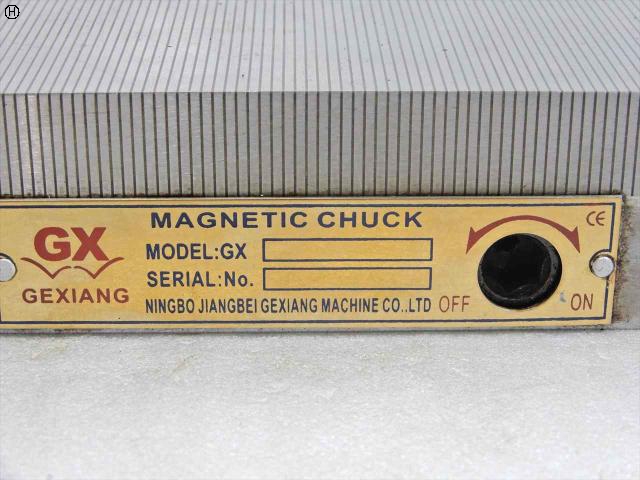 H
MAGNETIC CHUCK
GX
GEXIANG
MODEL:GX
SERIAL:No.
NINGBO JIANGBEI GEXIANG MACHINE CO.,LTD
OFF
ON
CE